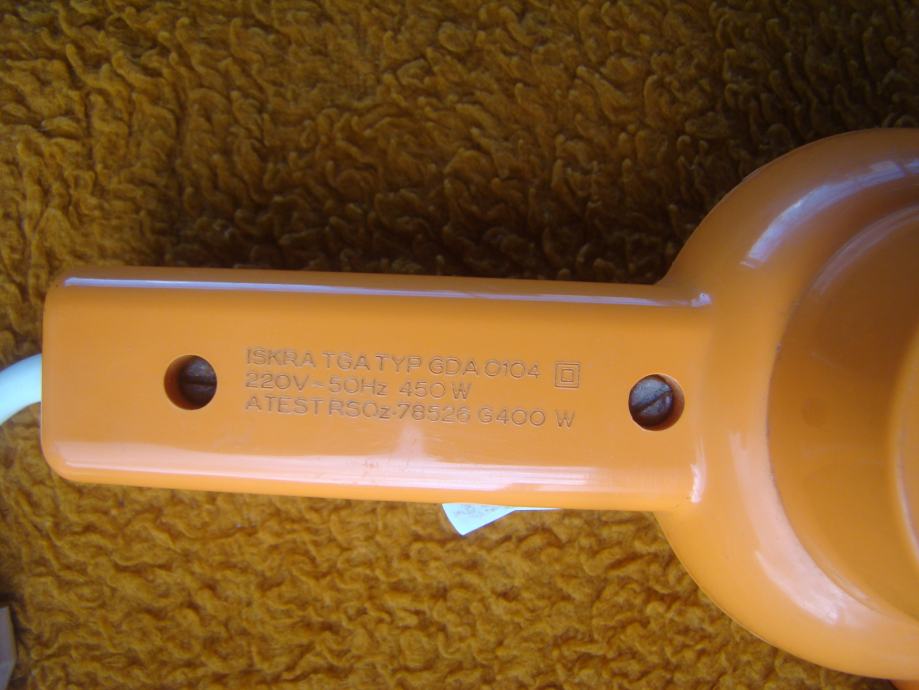 ISKRA TGA TYP GDA 0104
220V~50Hz 450 W
ATEST RSOz-78526 G400 W